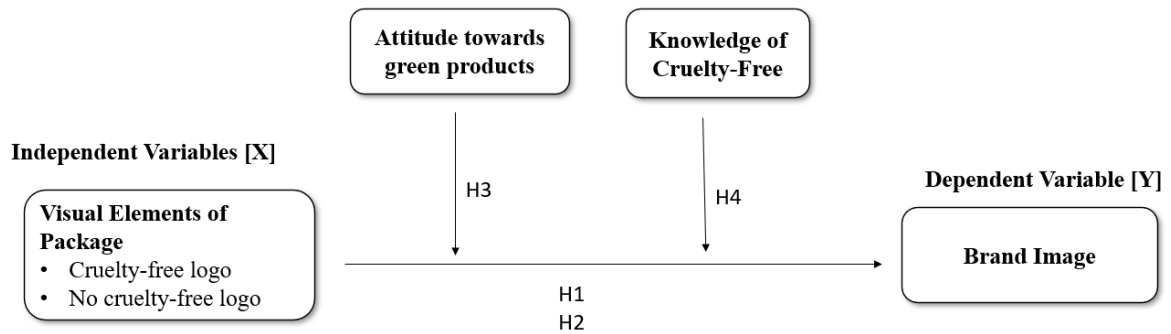 Attitude towards
green products
Knowledge of
Cruelty-Free
Independent Variables [X]
H3
H4
Dependent Variable [Y]
Visual Elements of
Package
• Cruelty-free logo
• No cruelty-free logo
Brand Image
H1
H2